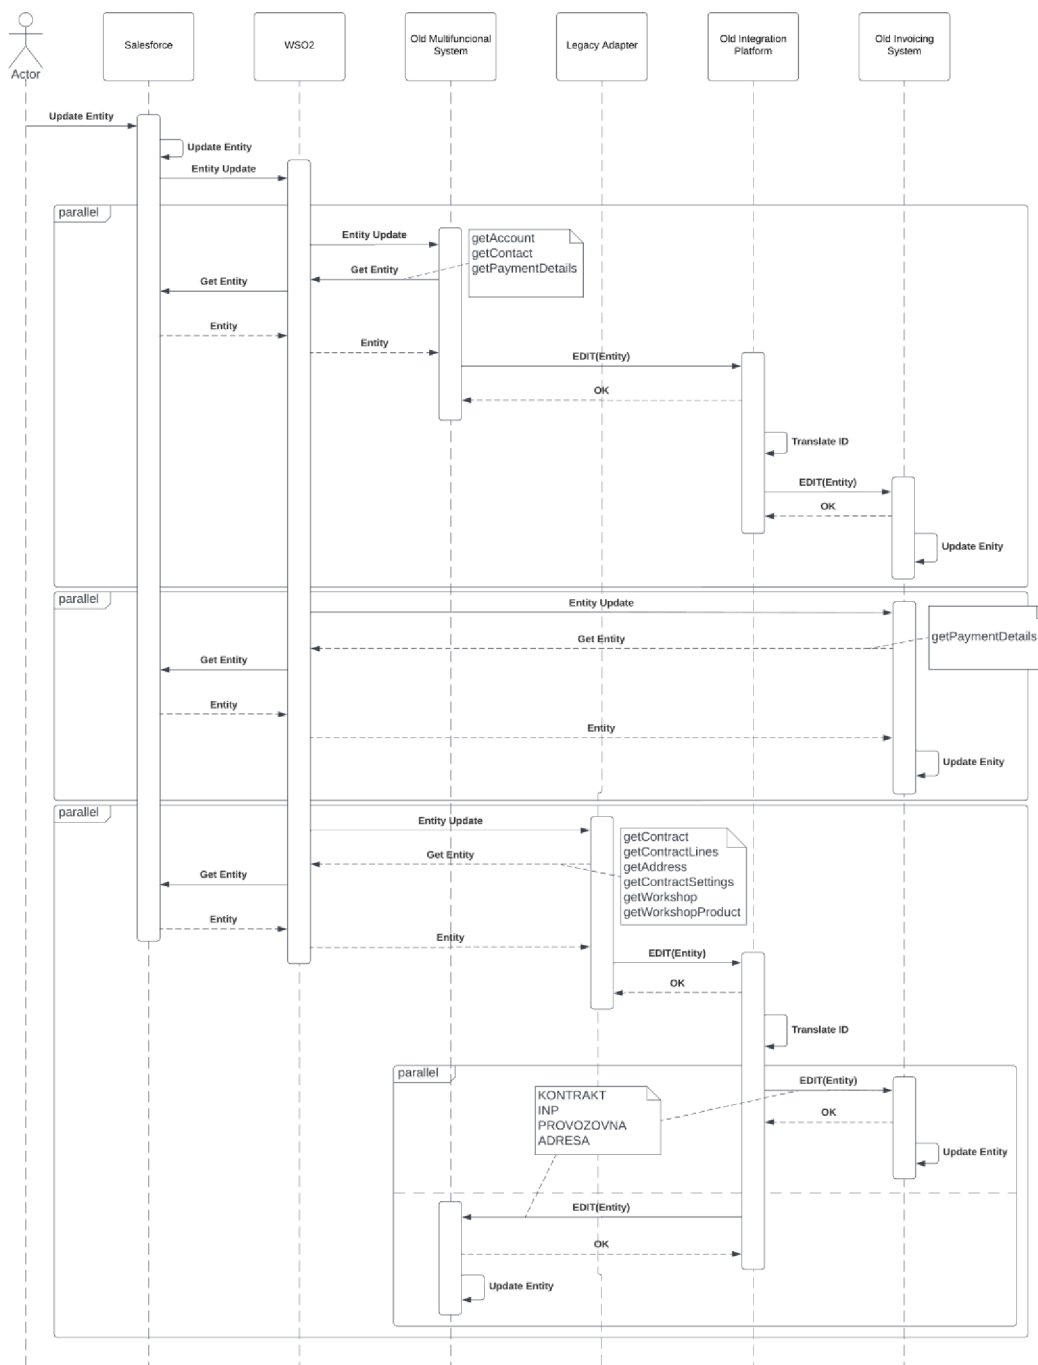 Actor
Salesforce
WSO2
Old Multifuncional
System
Legacy Adapter
Old Integration
Platform
Old Invoicing
System
Update Entity
Update Entity
Entity Update
parallel
Entity Update
getAccount
getContact
getPaymentDetails
Get Entity
Get Entity
Entity
Entity
EDIT(Entity)
OK
Translate ID
EDIT(Entity)
OK
Update Enity
parallel
Entity Update
getPaymentDetails
Get Entity
Get Entity
Entity
Entity
Update Enity
parallel
Entity Update
getContract
getContractLines
getAddress
getContractSettings
getWorkshop
getWorkshopProduct
Get Entity
Get Entity
Entity
Entity
EDIT(Entity)
OK
Translate ID
parallel
EDIT(Entity)
KONTRAKT
INP
PROVOZOVNA
ADRESA
OK
Update Entity
EDIT(Entity)
OK
Update Entity